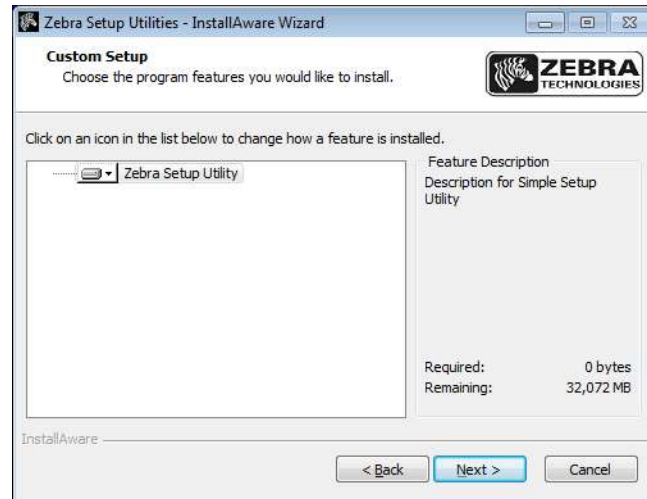 Zebra Setup Utilities - InstallAware Wizard
Custom Setup
Choose the program features you would like to install.
ZEBRA
TECHNOLOGIES
Click on an icon in the list below to change how a feature is installed.
Zebra Setup Utility
Feature Description
Description for Simple Setup
Utility
Required: 0 bytes
Remaining: 32,072 MB
InstallAware
< Back Next > Cancel